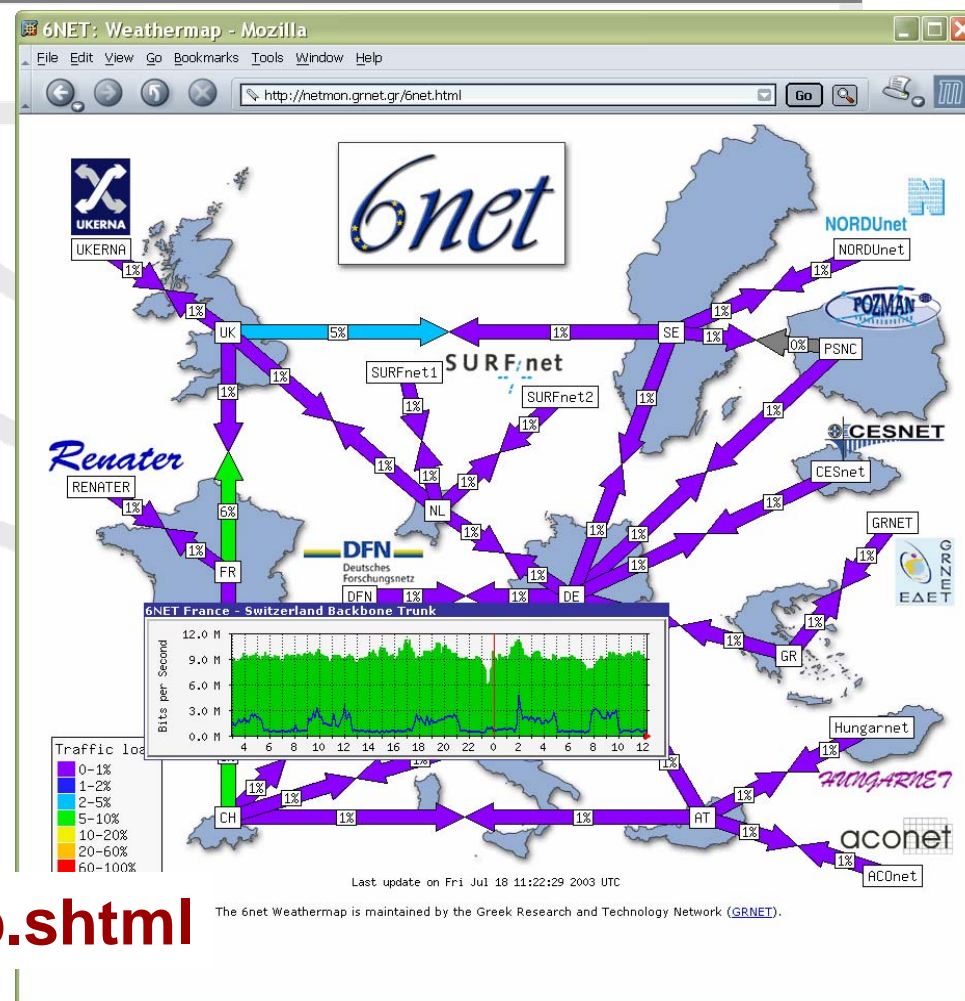 6NET: Weathermap - Mozilla
File Edit View Go Bookmarks Tools Window Help
http://netmon.grnet.gr/6net.html
Go
6net
UKERNA
UKERNA
NORDUnet
NORDUnet
1%
1%
1%
1%
POZMAN
UK
5%
1%
SE
1%
0%
PSNC
SURFnet
SURFnet1
1%
SURFnet2
1%
1%
1%
1%
1%
CESNET
Renater
RENATER
1%
1%
1%
CESnet
6%
NL
1%
1%
GRNET
1%
FR
DFN
Deutsches
Forschungsnetz
1%
1%
1%
1%
GRNET
ΕΔΕΤ
DFN
1%
1%
DE
1%
1%
GR
6NET France - Switzerland Backbone Trunk
Bits per Second
12.0 M
9.0 M
6.0 M
3.0 M
0.0 M
4 6 8 10 12 14 16 18 20 22 0 2 4 6 8 10 12
Hungarnet
1%
HUNGARNET
Traffic loa
0-1%
1-2%
2-5%
5-10%
10-20%
20-60%
60-100%
1%
1%
1%
CH
1%
1%
AT
1%
1%
aconet
1%
ACOnet
Last update on Fri Jul 18 11:22:29 2003 UTC
The 6net Weathermap is maintained by the Greek Research and Technology Network (GRNET).
.shtml